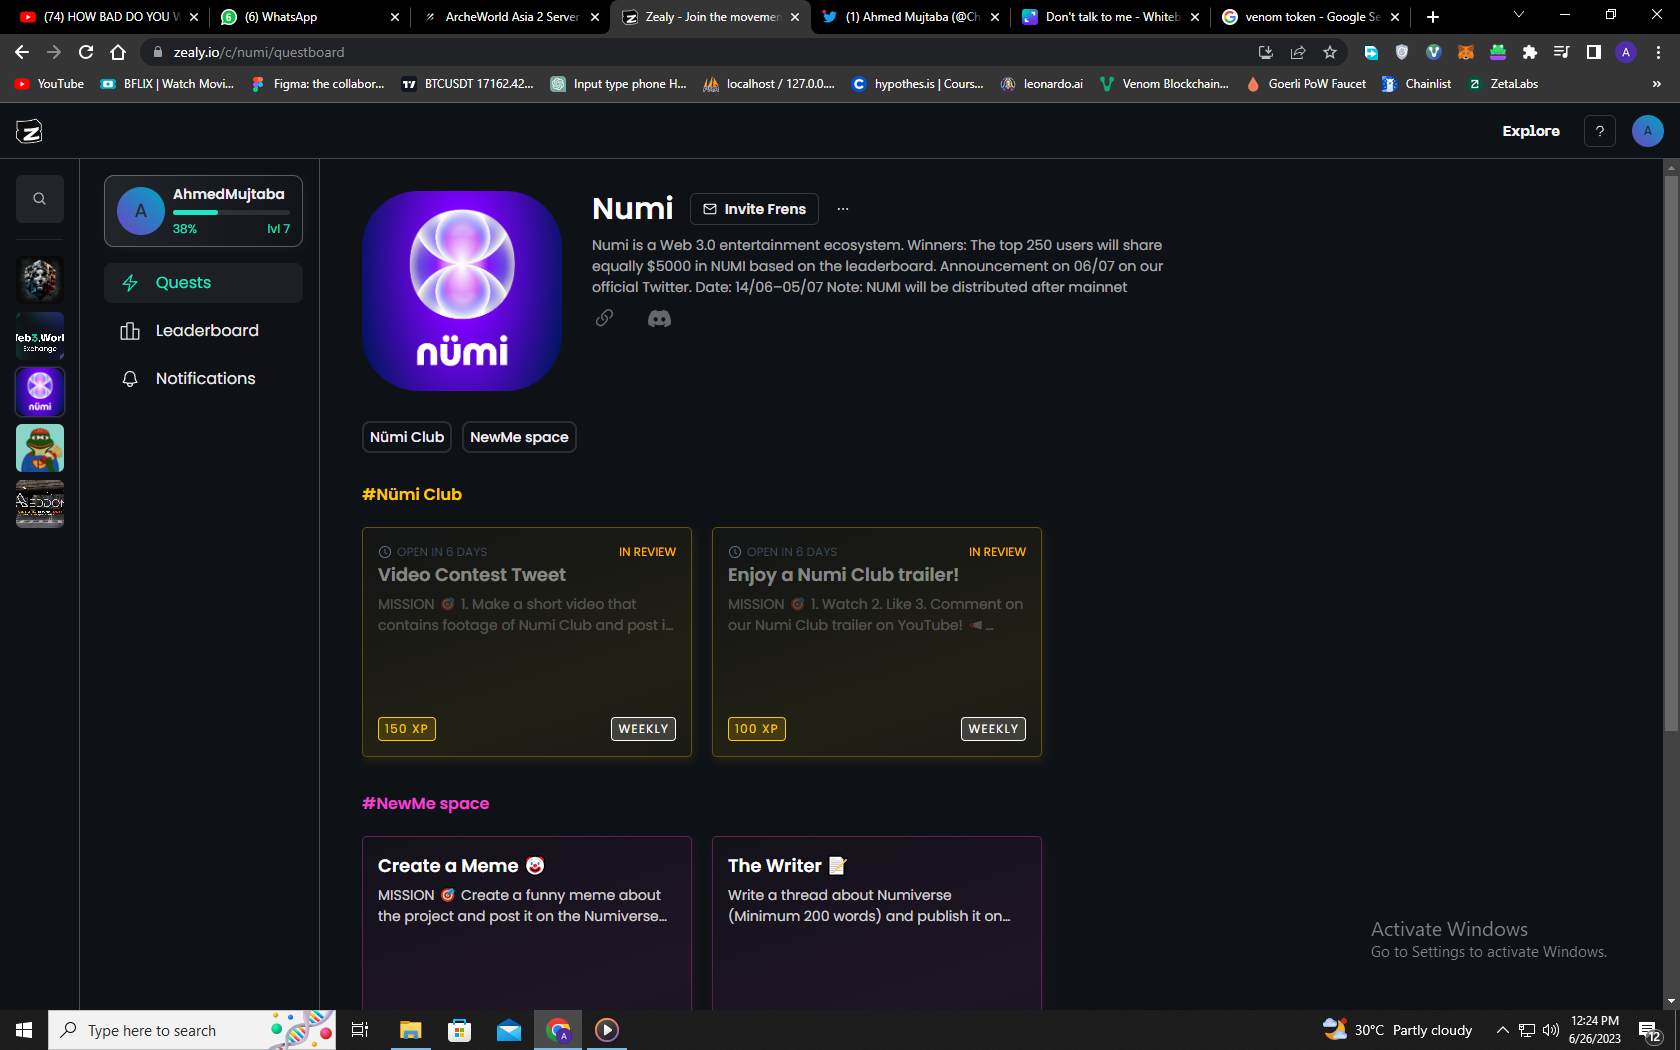 (74) HOW BAD DO YOU W
(6) WhatsApp
ArcheWorld Asia 2 Server
Zealy - Join the movemen
(1) Ahmed Mujtaba (@Ch
Don't talk to me - Whiteb
venom token - Google Se
zealy.io/c/numi/questboard
A
YouTube
BFLIX | Watch Movi...
Figma: the collabor...
BTCUSDT 17162.42...
Input type phone H...
localhost / 127.0.0....
hypothes.is | Cours...
leonardo.ai
Venom Blockchain...
Goerli PoW Faucet
Chainlist
ZetaLabs
»
Explore
?
A
A
AhmedMujtaba
38%
lvl 7
Quests
Leaderboard
Notifications
eb3.Worl
Exchange
nümi
nümi
Numi
Invite Frens
...
Numi is a Web 3.0 entertainment ecosystem. Winners: The top 250 users will share
equally $5000 in NUMI based on the leaderboard. Announcement on 06/07 on our
official Twitter. Date: 14/06–05/07 Note: NUMI will be distributed after mainnet
Nümi Club
NewMe space
#Nümi Club
OPEN IN 6 DAYS
IN REVIEW
Video Contest Tweet
MISSION 🎯 1. Make a short video that
contains footage of Numi Club and post i...
150 XP
WEEKLY
OPEN IN 6 DAYS
IN REVIEW
Enjoy a Numi Club trailer!
MISSION 🎯 1. Watch 2. Like 3. Comment on
our Numi Club trailer on YouTube! 📣 ...
100 XP
WEEKLY
#NewMe space
Create a Meme 🤡
MISSION 🎯 Create a funny meme about
the project and post it on the Numiverse...
The Writer 📝
Write a thread about Numiverse
(Minimum 200 words) and publish it on...
Activate Windows
Go to Settings to activate Windows.
Type here to search
30°C Partly cloudy
12:24 PM
6/26/2023
12